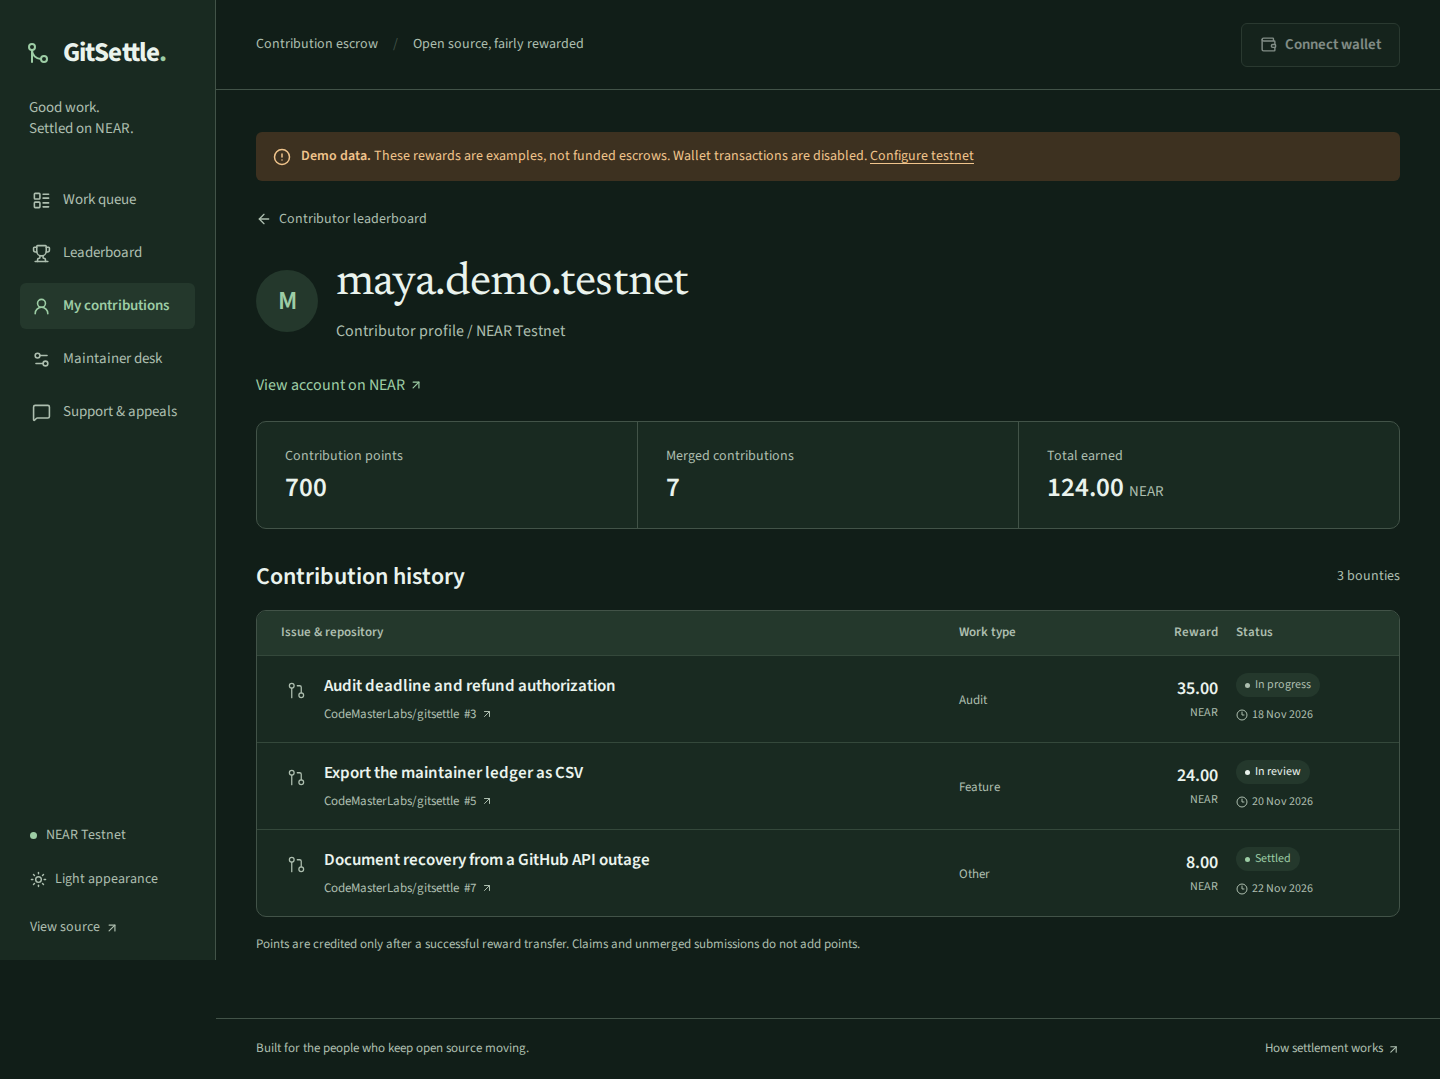 GitSettle.
Good work.
Settled on NEAR.
Work queue
Leaderboard
My contributions
Maintainer desk
Support & appeals
NEAR Testnet
Light appearance
View source
Contribution escrow / Open source, fairly rewarded
Connect wallet
Demo data. These rewards are examples, not funded escrows. Wallet transactions are disabled. Configure testnet
Contributor leaderboard
M
maya.demo.testnet
Contributor profile / NEAR Testnet
View account on NEAR
Contribution points
700
Merged contributions
7
Total earned
124.00 NEAR
Contribution history
3 bounties
Issue & repository Work type Reward Status
Audit deadline and refund authorization
CodeMasterLabs/gitsettle #3
Audit
35.00
NEAR
In progress
18 Nov 2026
Export the maintainer ledger as CSV
CodeMasterLabs/gitsettle #5
Feature
24.00
NEAR
In review
20 Nov 2026
Document recovery from a GitHub API outage
CodeMasterLabs/gitsettle #7
Other
8.00
NEAR
Settled
22 Nov 2026
Points are credited only after a successful reward transfer. Claims and unmerged submissions do not add points.
Built for the people who keep open source moving.
How settlement works